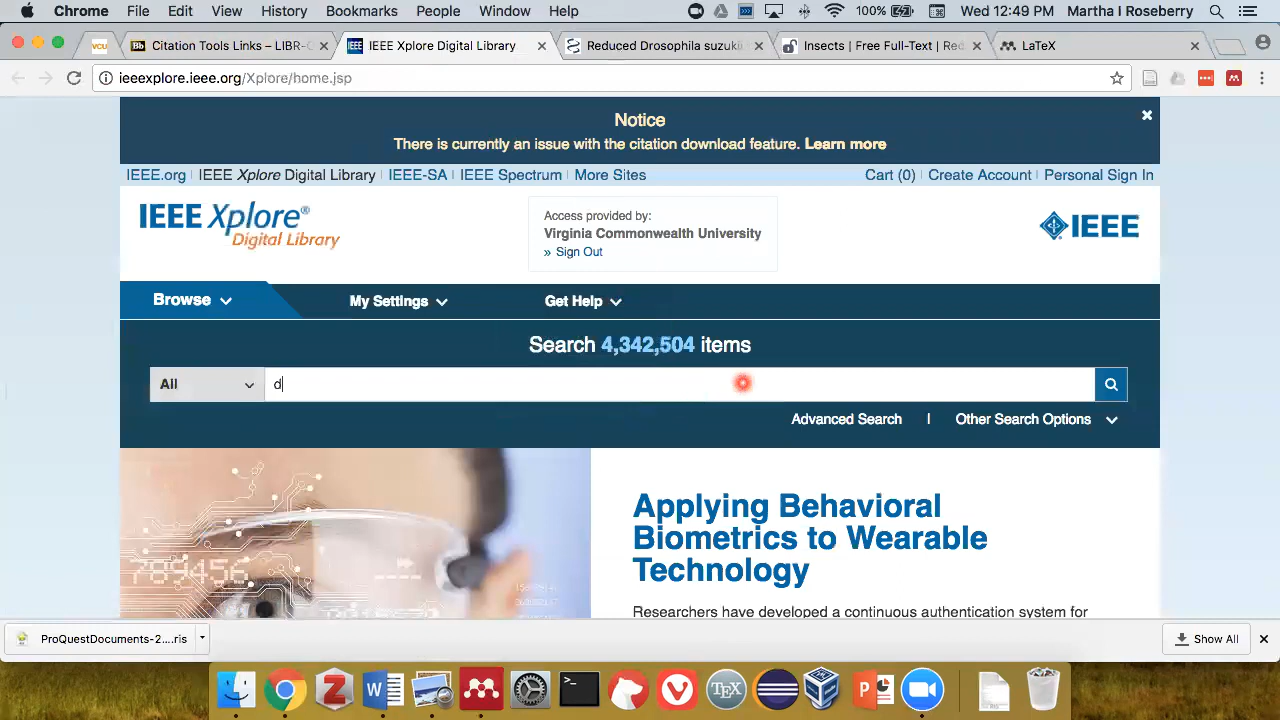 Chrome File Edit View History Bookmarks People Window Help 100% Wed 12:49 PM Martha I Roseberry
VCU Bb Citation Tools Links – LIBR-C IEEE Xplore Digital Library Reduced Drosophila suzukii Insects | Free Full-Text | Red LaTeX
ieeexplore.ieee.org/Xplore/home.jsp
Notice
There is currently an issue with the citation download feature. Learn more
IEEE.org | IEEE Xplore Digital Library | IEEE-SA | IEEE Spectrum | More Sites Cart (0) | Create Account | Personal Sign In
IEEE Xplore®
Digital Library
Access provided by:
Virginia Commonwealth University
» Sign Out
IEEE
Browse My Settings Get Help
Search 4,342,504 items
All d
Advanced Search | Other Search Options
Applying Behavioral
Biometrics to Wearable
Technology
789456
Researchers have developed a continuous authentication system for
ProQuestDocuments-2....ris Show All
W >_ TEX P